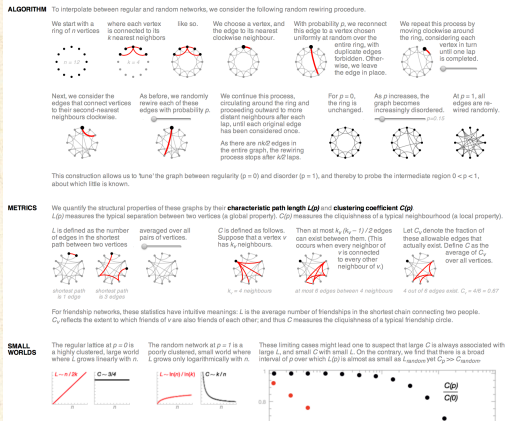 ALGORITHM To interpolate between regular and random networks, we consider the following random rewiring procedure.
We start with a
ring of n vertices
n = 12
where each vertex
is connected to its
k nearest neighbors
k = 6
like so.
We choose a vertex, and
the edge to its nearest
clockwise neighbour.
With probability p, we reconnect
this edge to a vertex chosen
uniformly at random over the
entire ring, with
duplicate edges
forbidden. Other-
wise, we leave
the edge in place.
We repeat this process by
moving clockwise around
the ring, considering each
vertex in turn
until one lap
is completed.
Next, we consider the
edges that connect vertices
to their second-nearest
neighbours clockwise.
As before, we randomly
rewire each of these
edges with probability p.
We continue this process,
circulating around the ring and
proceeding outward to more
distant neighbours after each
lap, until each original edge
has been considered once.
As there are nk/2 edges in
the entire graph, the rewiring
process stops after k/2 laps.
For p = 0,
the ring is
unchanged.
As p increases, the
graph becomes
increasingly disordered.
p=0.15
At p = 1, all
edges are re-
wired randomly.
This construction allows us to 'tune' the graph between regularity (p = 0) and disorder (p = 1), and thereby to probe the intermediate region 0 < p < 1,
about which little is known.
METRICS We quantify the structural properties of these graphs by their characteristic path length L(p) and clustering coefficient C(p).
L(p) measures the typical separation between two vertices (a global property). C(p) measures the cliquishness of a typical neighbourhood (a local property).
L is defined as the number
of edges in the shortest
path between two vertices
shortest path
is 1 edge
shortest path
is 3 edges
averaged over all
pairs of vertices.
C is defined as follows.
Suppose that a vertex v
has kv neighbours.
kv = 4 neighbours
Then at most kv (kv − 1) / 2 edges
can exist between them. (This
occurs when every neighbor of
v is connected
to every other
neighbour of v.)
at most 6 edges between 4 neighbours
Let Cv denote the fraction of
these allowable edges that
actually exist. Define C as the
average of Cv
over all vertices.
4 out of 6 edges exist. Cv = 4/6 = 0.67
For friendship networks, these statistics have intuitive meanings: L is the average number of friendships in the shortest chain connecting two people.
Cv reflects the extent to which friends of v are also friends of each other; and thus C measures the cliquishness of a typical friendship circle.
SMALL
WORLDS
The regular lattice at p = 0 is
a highly clustered, large world
where L grows linearly with n.
L ~ n / 2k
C ~ 3/4
n
n
The random network at p = 1 is a
poorly clustered, small world where
L grows only logarithmically with n.
L ~ ln(n) / ln(k)
C ~ k / n
n
n
These limiting cases might lead one to suspect that large C is always associated with
large L, and small C with small L. On the contrary, we find that there is a broad
interval of p over which L(p) is almost as small as Lrandom yet Cp >> Crandom
C(p)
C(0)
1
0.8